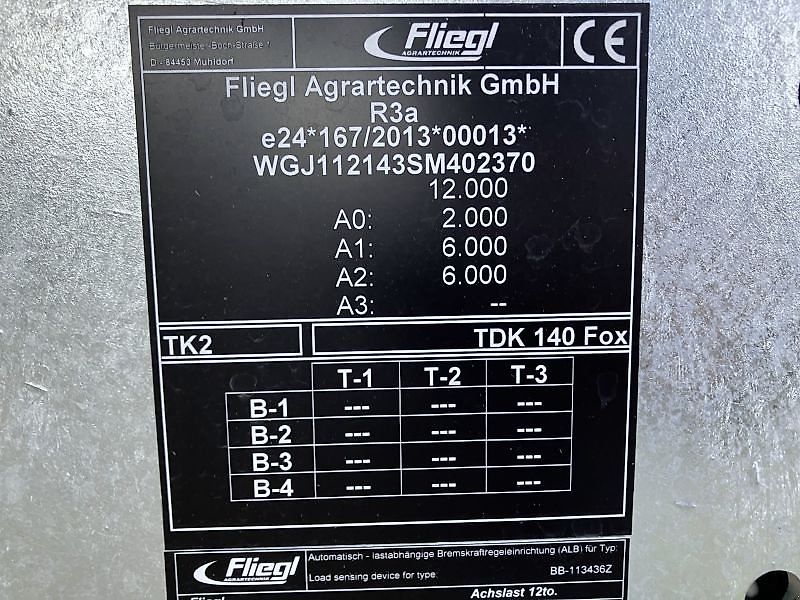 Fliegl Agrartechnik GmbH
Bürgermeister-Boch-Straße 1
D - 84453 Mühldorf
Fliegl
AGRARTECHNIK
CE
Fliegl Agrartechnik GmbH
R3a
e24*167/2013*00013*
WGJ112143SM402370
12.000
A0: 2.000
A1: 6.000
A2: 6.000
A3: --
TK2 TDK 140 Fox
T-1 T-2 T-3
B-1 --- --- ---
B-2 --- --- ---
B-3 --- --- ---
B-4 --- --- ---
Fliegl
AGRARTECHNIK
Automatisch - lastabhängige Bremskraftregeleinrichtung (ALB) für Typ:
Load sensing device for type: BB-113436Z
Fliegl Achslast 12to.